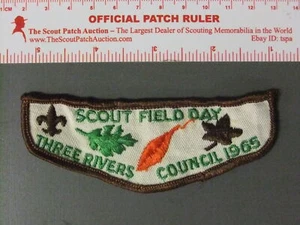 OFFICIAL PATCH RULER
The Scout Patch Auction – The Largest Dealer of Scouting Memorabilia in the World
www.TheScoutPatchAuction.com
Ebay ID: tspa
SCOUT FIELD DAY
THREE RIVERS COUNCIL 1965